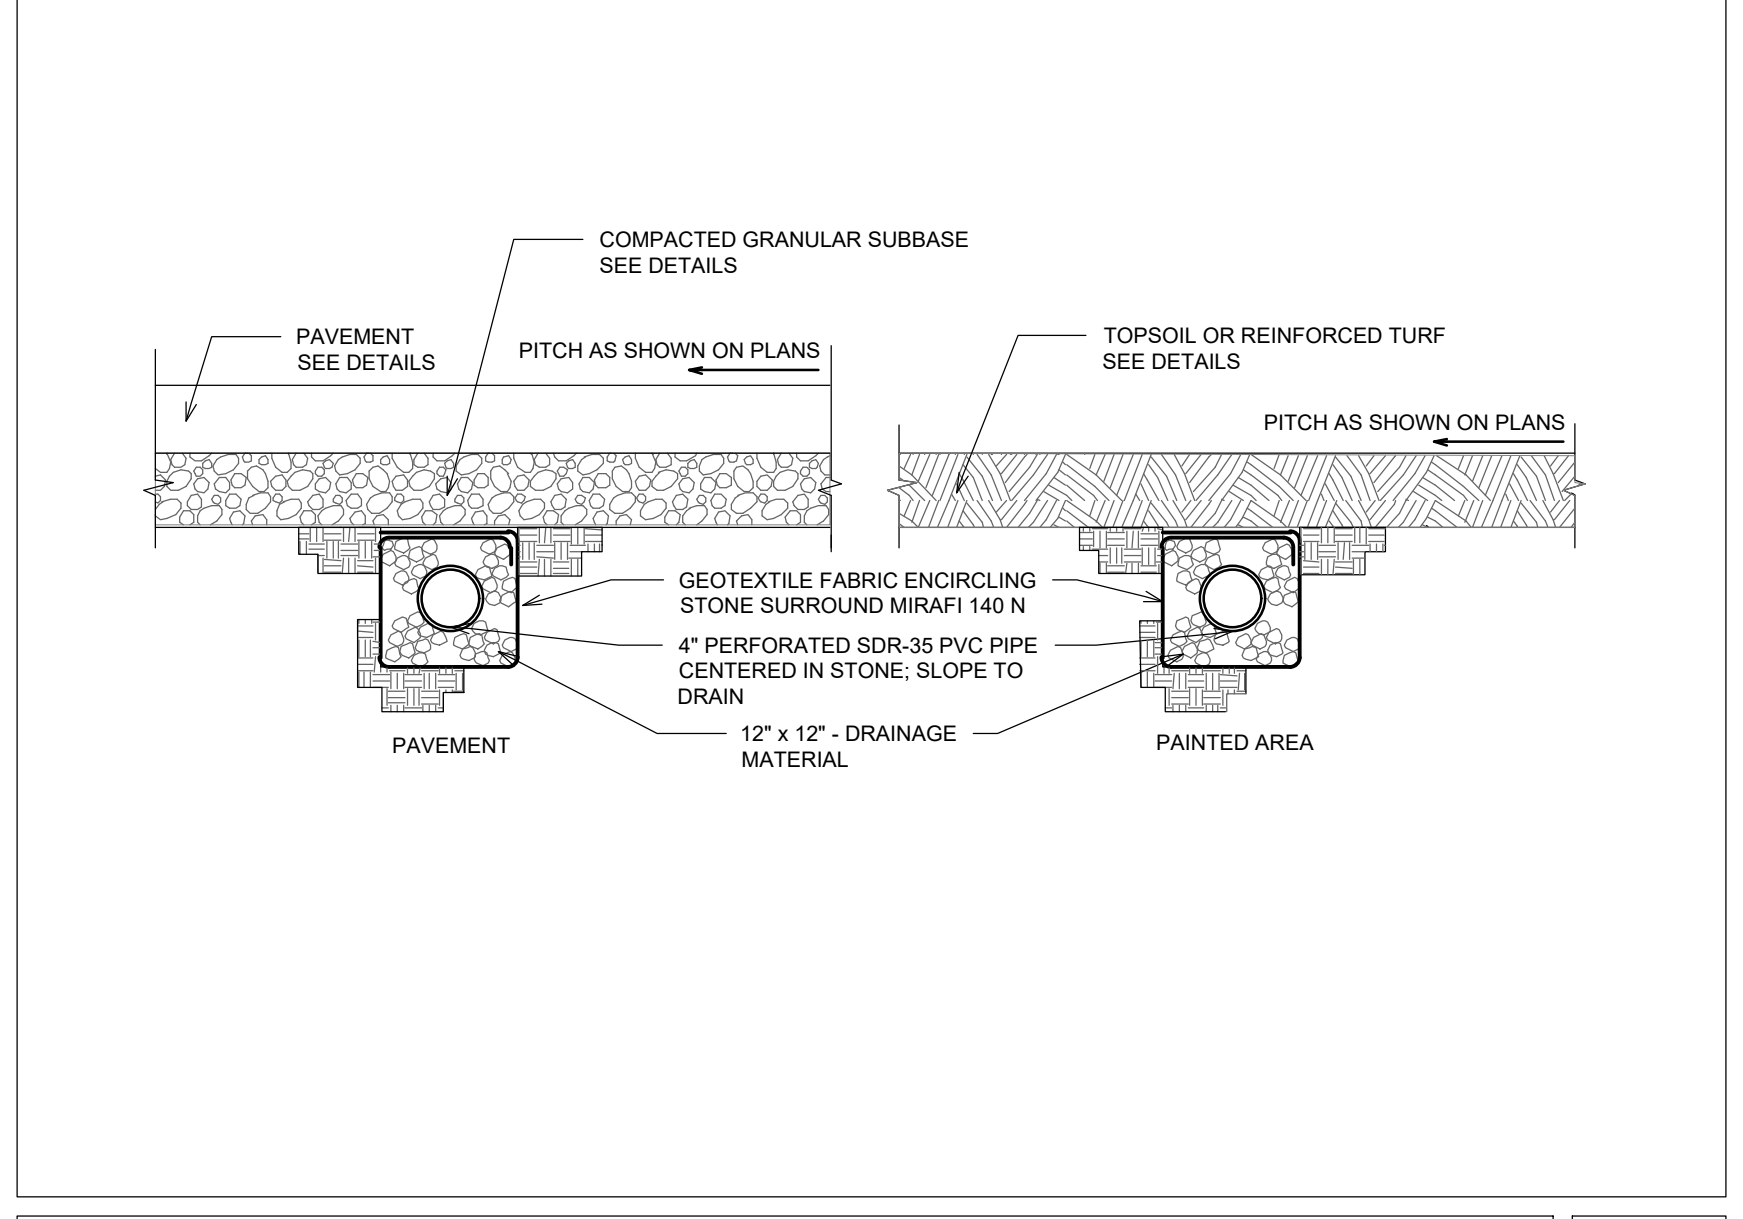 COMPACTED GRANULAR SUBBASE
SEE DETAILS
PAVEMENT
SEE DETAILS
PITCH AS SHOWN ON PLANS
TOPSOIL OR REINFORCED TURF
SEE DETAILS
PITCH AS SHOWN ON PLANS
GEOTEXTILE FABRIC ENCIRCLING
STONE SURROUND MIRAFI 140 N
4" PERFORATED SDR-35 PVC PIPE
CENTERED IN STONE; SLOPE TO
DRAIN
12" x 12" - DRAINAGE
MATERIAL
PAVEMENT
PAINTED AREA